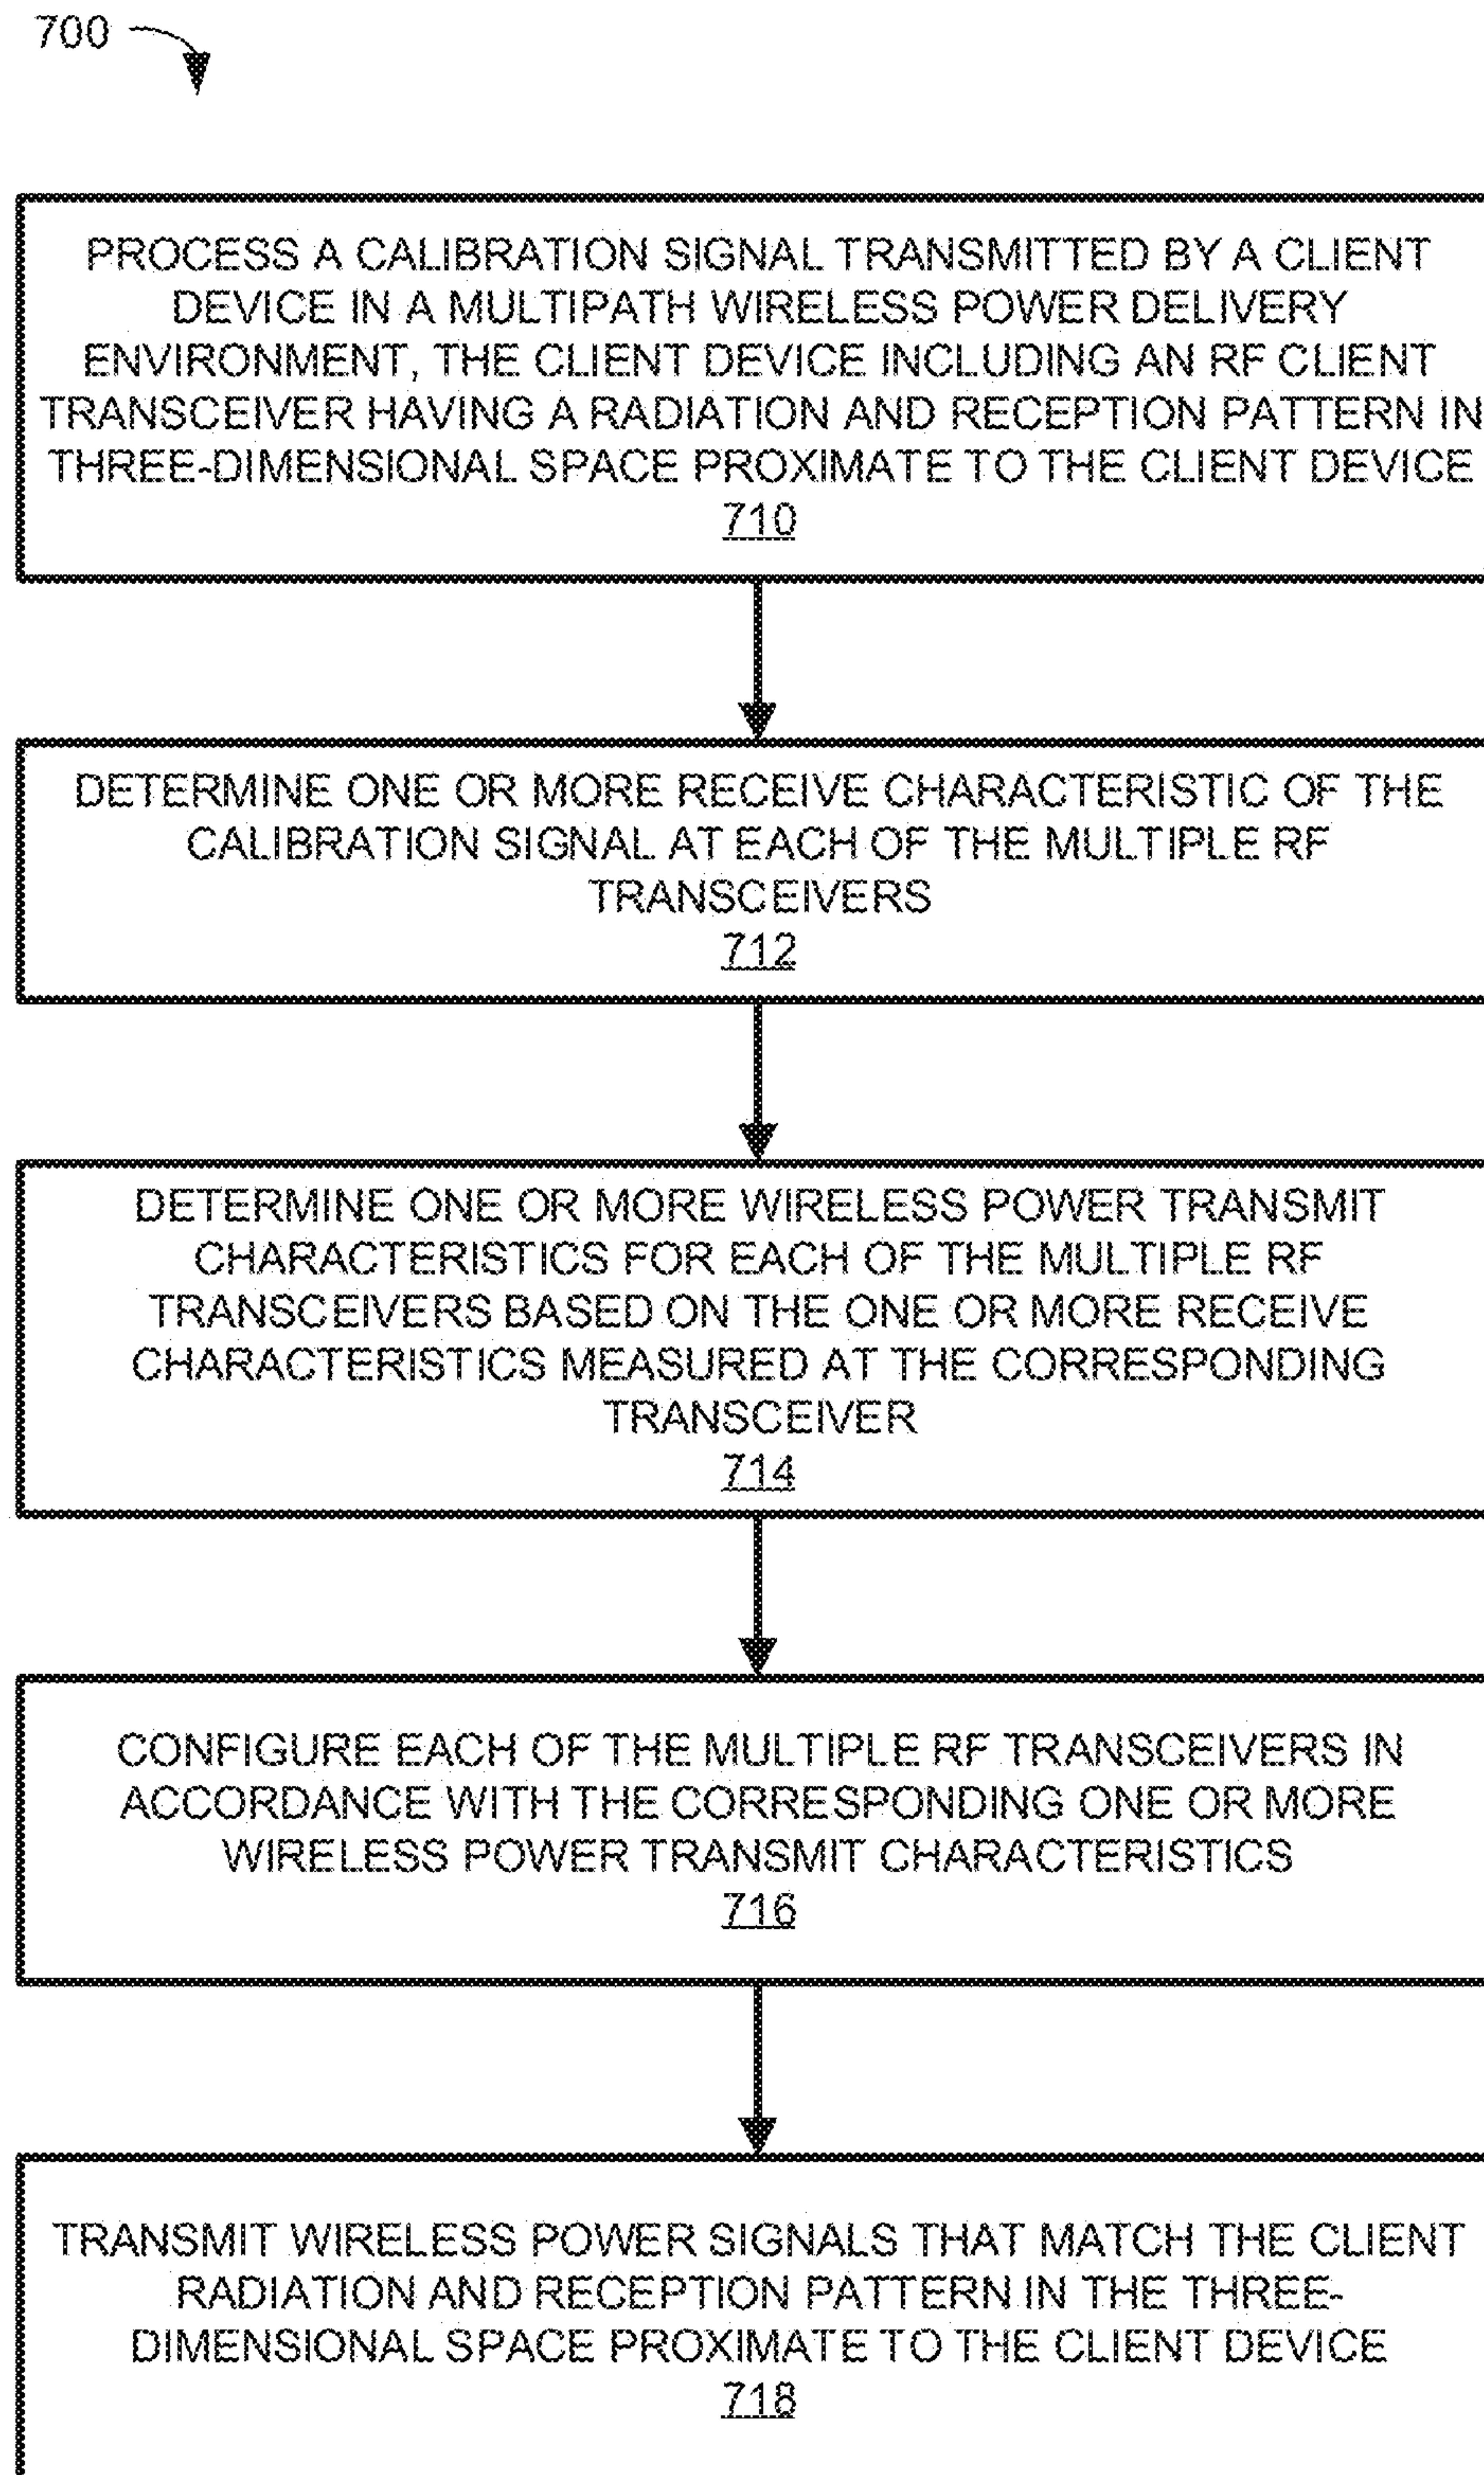 700
PROCESS A CALIBRATION SIGNAL TRANSMITTED BY A CLIENT
DEVICE IN A MULTIPATH WIRELESS POWER DELIVERY
ENVIRONMENT, THE CLIENT DEVICE INCLUDING AN RF CLIENT
TRANSCEIVER HAVING A RADIATION AND RECEPTION PATTERN IN
THREE-DIMENSIONAL SPACE PROXIMATE TO THE CLIENT DEVICE
710
DETERMINE ONE OR MORE RECEIVE CHARACTERISTIC OF THE
CALIBRATION SIGNAL AT EACH OF THE MULTIPLE RF
TRANSCEIVERS
712
DETERMINE ONE OR MORE WIRELESS POWER TRANSMIT
CHARACTERISTICS FOR EACH OF THE MULTIPLE RF
TRANSCEIVERS BASED ON THE ONE OR MORE RECEIVE
CHARACTERISTICS MEASURED AT THE CORRESPONDING
TRANSCEIVER
714
CONFIGURE EACH OF THE MULTIPLE RF TRANSCEIVERS IN
ACCORDANCE WITH THE CORRESPONDING ONE OR MORE
WIRELESS POWER TRANSMIT CHARACTERISTICS
716
TRANSMIT WIRELESS POWER SIGNALS THAT MATCH THE CLIENT
RADIATION AND RECEPTION PATTERN IN THE THREE-
DIMENSIONAL SPACE PROXIMATE TO THE CLIENT DEVICE
718